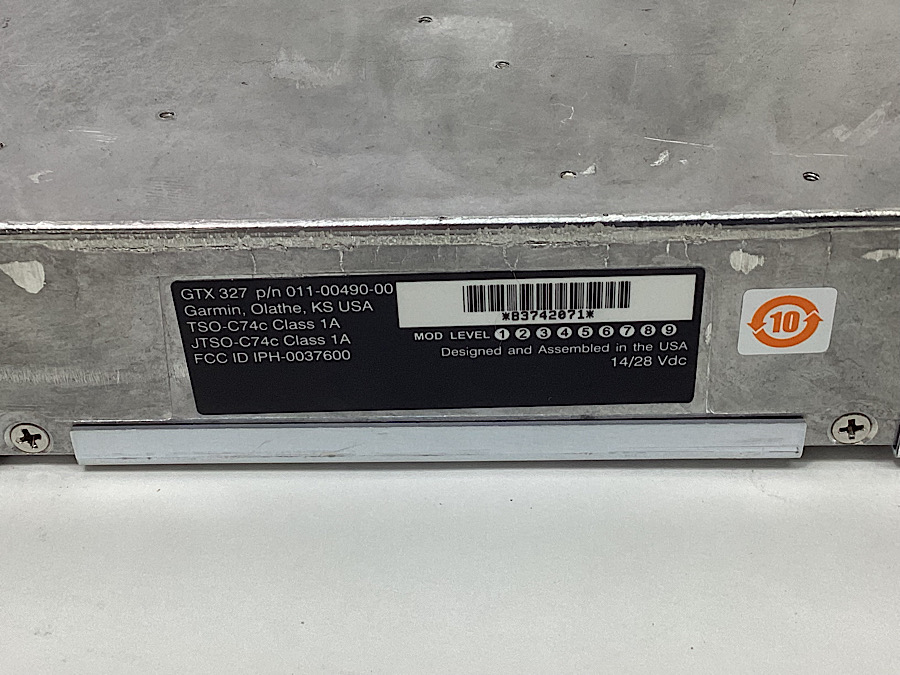 GTX 327 p/n 011-00490-00
Garmin, Olathe, KS USA
TSO-C74c Class 1A
JTSO-C74c Class 1A
FCC ID IPH-0037600
*B3742071*
MOD LEVEL 1 2 3 4 5 6 7 8 9
Designed and Assembled in the USA
14/28 Vdc
10